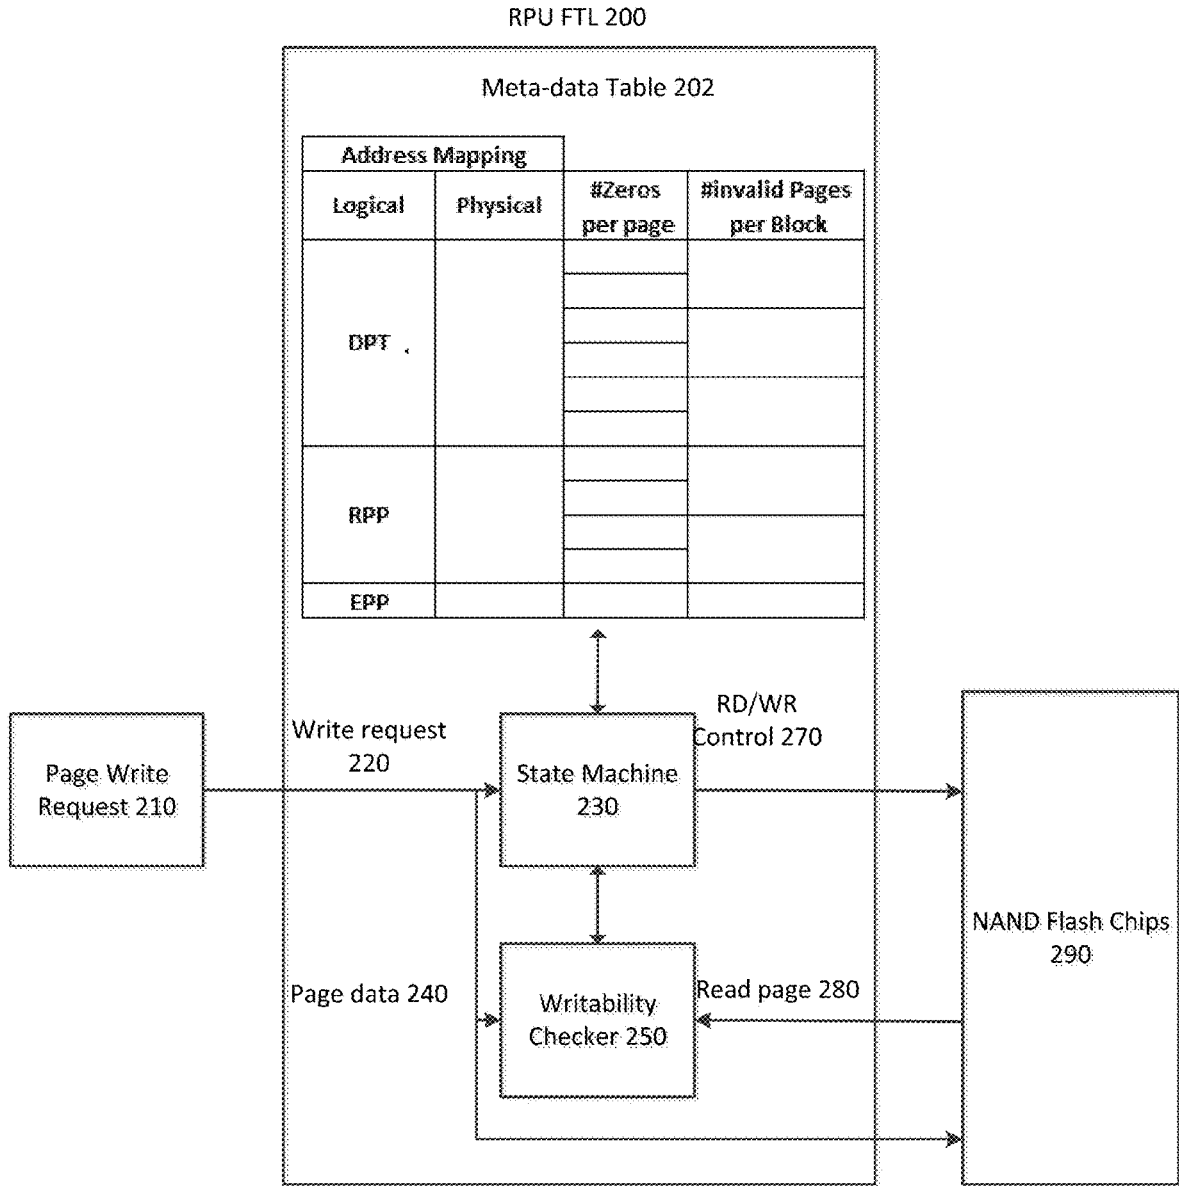 RPU FTL 200
Meta-data Table 202
Address Mapping
Logical
Physical
#Zeros
per page
#invalid Pages
per Block
DPT
RPP
EPP
Page Write
Request 210
Write request
220
State Machine
230
RD/WR
Control 270
NAND Flash Chips
290
Page data 240
Writability
Checker 250
Read page 280